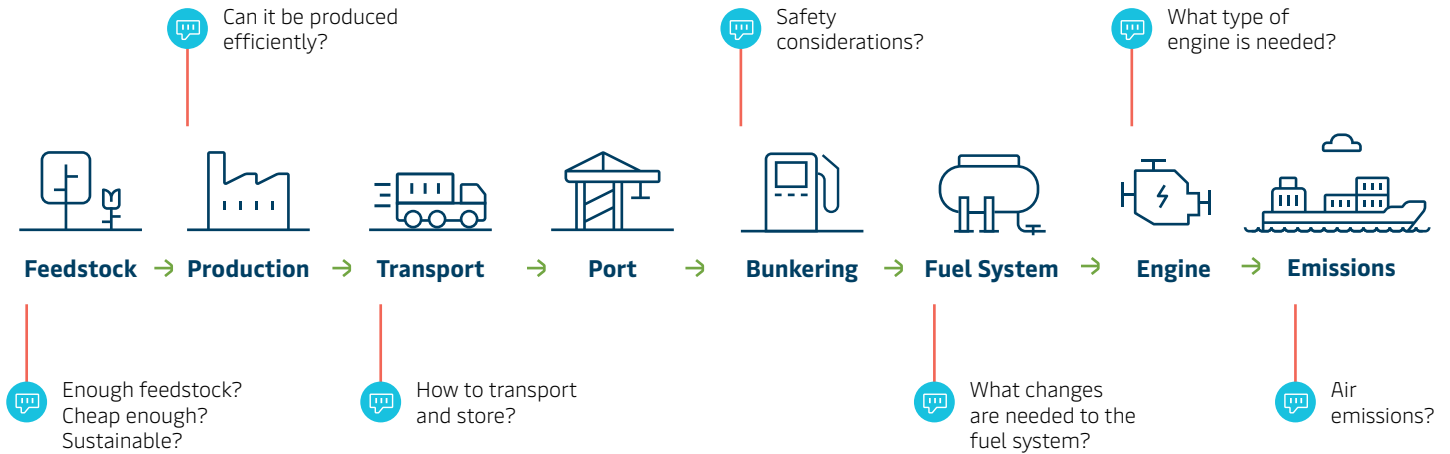 Can it be produced
efficiently?
Safety
considerations?
What type of
engine is needed?
Feedstock → Production → Transport → Port → Bunkering → Fuel System → Engine → Emissions
Enough feedstock?
Cheap enough?
Sustainable?
How to transport
and store?
What changes
are needed to the
fuel system?
Air
emissions?